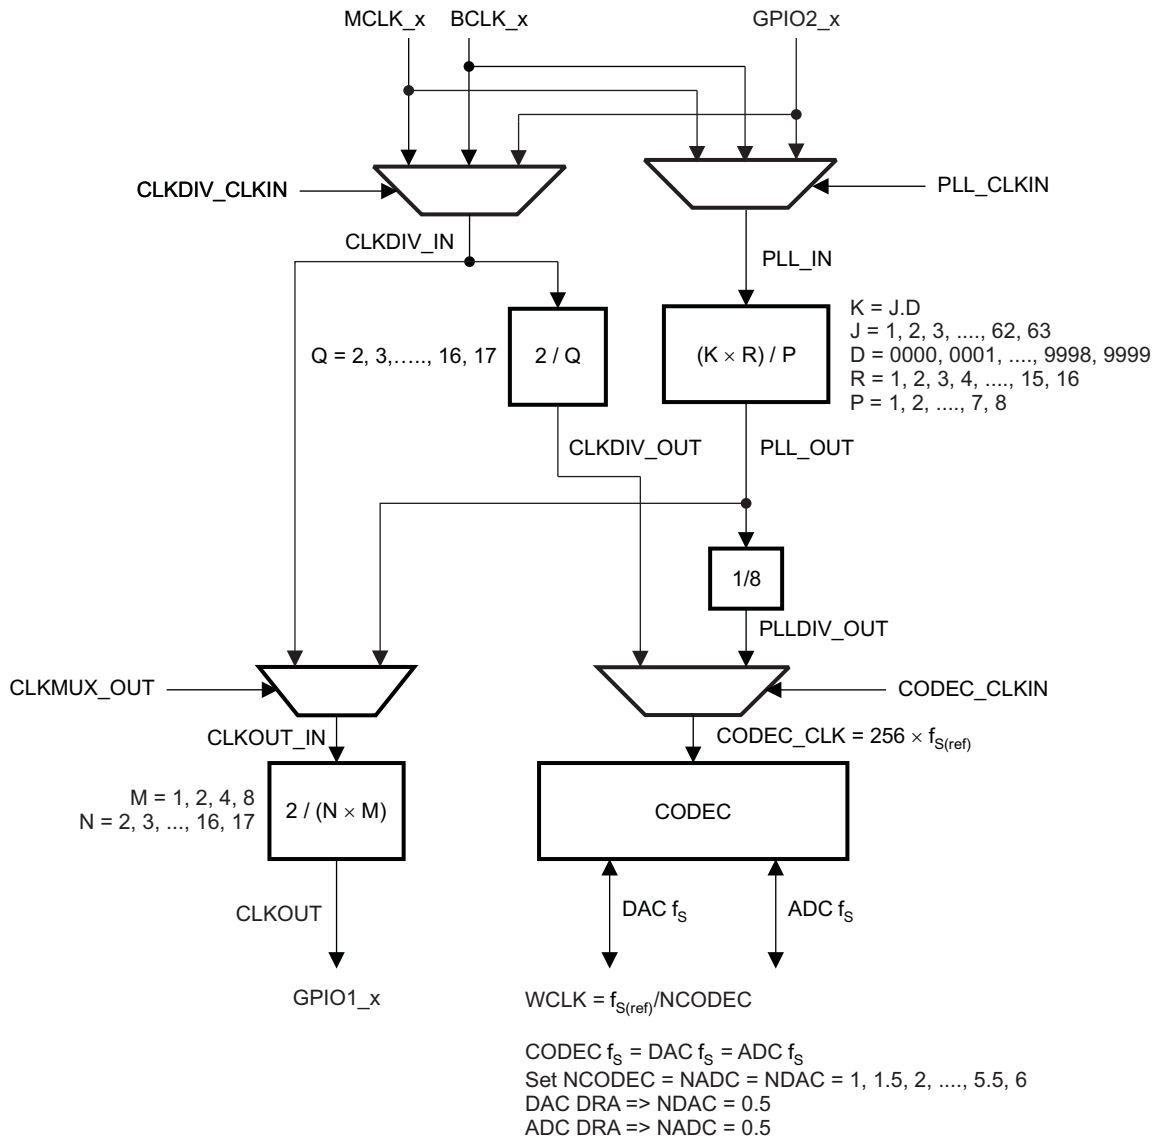 MCLK_x BCLK_x GPIO2_x
CLKDIV_CLKIN
PLL_CLKIN
CLKDIV_IN
PLL_IN
Q = 2, 3,….., 16, 17
2 / Q
(K × R) / P
K = J.D
J = 1, 2, 3, …., 62, 63
D = 0000, 0001, …., 9998, 9999
R = 1, 2, 3, 4, …., 15, 16
P = 1, 2, …., 7, 8
CLKDIV_OUT
PLL_OUT
1/8
PLLDIV_OUT
CLKMUX_OUT
CODEC_CLKIN
CLKOUT_IN
CODEC_CLK = 256 × fS(ref)
M = 1, 2, 4, 8
N = 2, 3, ..., 16, 17
2 / (N × M)
CODEC
CLKOUT
DAC fS
ADC fS
GPIO1_x
WCLK = fS(ref)/NCODEC
CODEC fS = DAC fS = ADC fS
Set NCODEC = NADC = NDAC = 1, 1.5, 2, …., 5.5, 6
DAC DRA => NDAC = 0.5
ADC DRA => NADC = 0.5